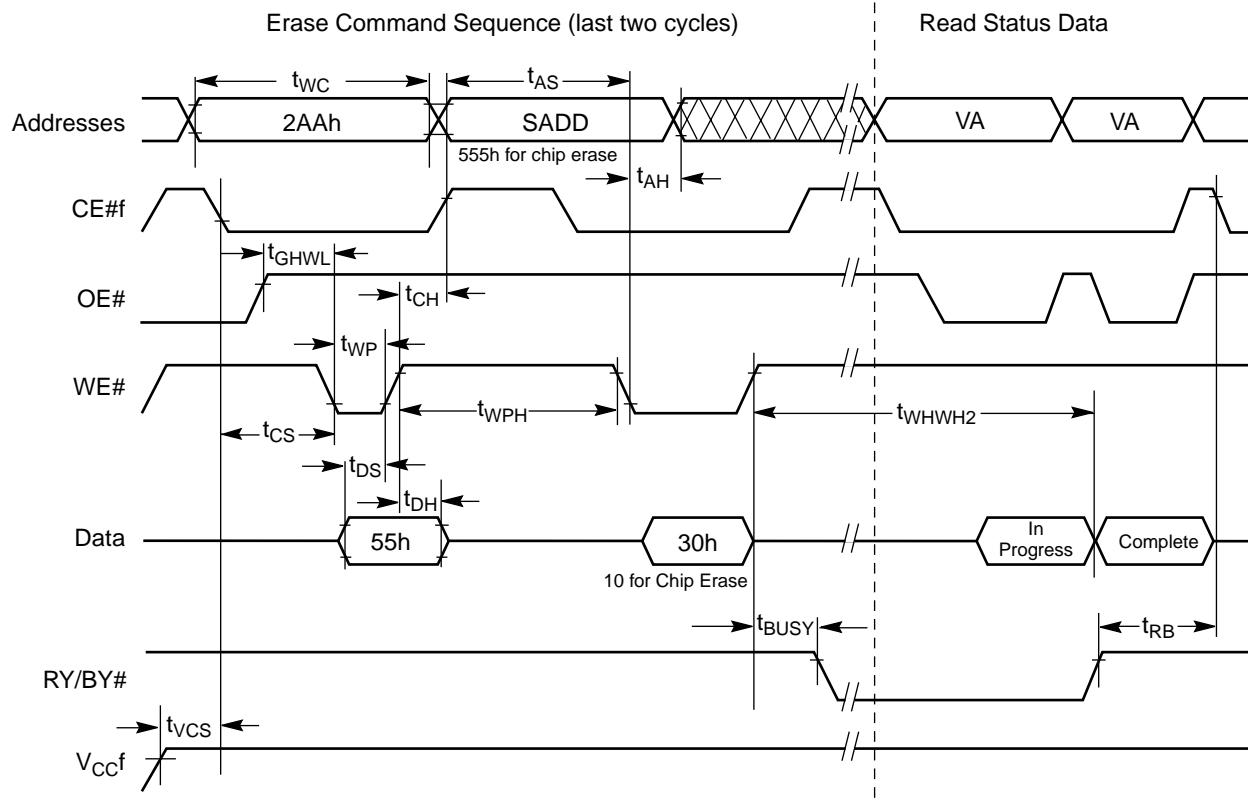 Erase Command Sequence (last two cycles)
Read Status Data
tWC
tAS
Addresses
2AAh
SADD
VA
VA
555h for chip erase
tAH
CE#f
tGHWL
OE#
tCH
tWP
WE#
tWPH
tWHWH2
tCS
tDS
tDH
Data
55h
30h
In
Progress
Complete
10 for Chip Erase
tBUSY
tRB
RY/BY#
tVCS
VCCf